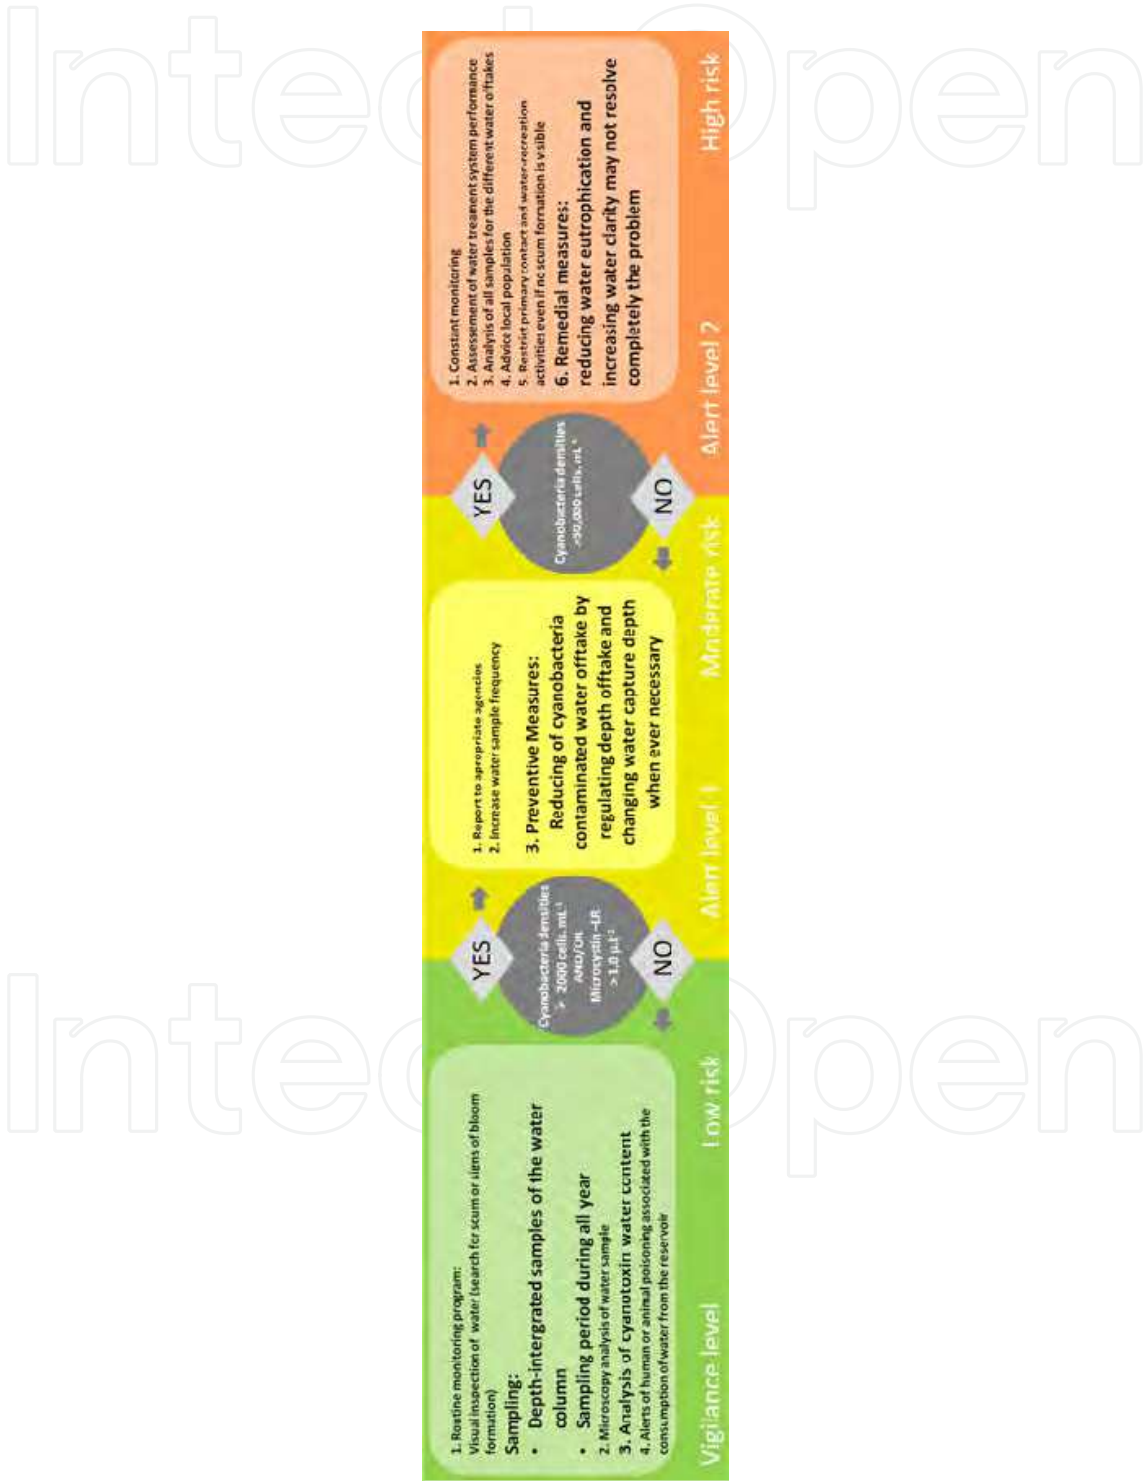 IntechOpen
IntechOpen
1. Routine monitoring program:
Visual inspection of water (search for scum or signs of bloom
formation)
Sampling:
• Depth-intergrated samples of the water
column
• Sampling period during all year
2. Microscopy analysis of water sample
3. Analysis of cyanotoxin water content
4. Alerts of human or animal poisoning associated with the
consumption of water from the reservoir
Vigilance level
Low risk
YES
Cyanobacteria densities
> 2000 cells. mL⁻¹
AND/OR
Microcystin –LR
>1.0 µ.l⁻¹
NO
1. Report to apropriate agencies
2. Increase water sample frequency
3. Preventive Measures:
Reducing of cyanobacteria
contaminated water offtake by
regulating depth offtake and
changing water capture depth
when ever necessary
Alert level 1
Moderate risk
YES
Cyanobacteria densities
cells. mL
NO
1. Constant monitoring
2. Assessement of water treament system performance
3. Analysis of all samples for the different water offtakes
4. Advice local population
5. Restrict primary contact and water-recreation
activities even if no scum formation is visible
6. Remedial measures:
reducing water eutrophication and
increasing water clarity may not resolve
completely the problem
Alert level 2
High risk